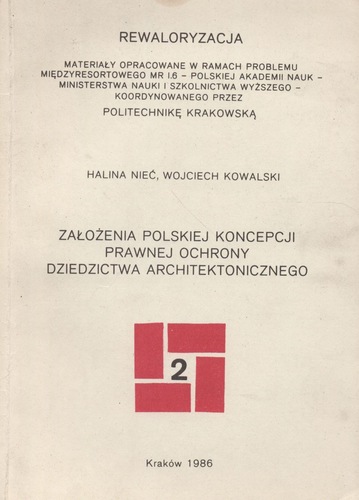 REWALORYZACJA
MATERIAŁY OPRACOWANE W RAMACH PROBLEMU
MIĘDZYRESORTOWEGO MR I.6 – POLSKIEJ AKADEMII NAUK –
MINISTERSTWA NAUKI I SZKOLNICTWA WYŻSZEGO –
KOORDYNOWANEGO PRZEZ
POLITECHNIKĘ KRAKOWSKĄ
HALINA NIEĆ, WOJCIECH KOWALSKI
ZAŁOŻENIA POLSKIEJ KONCEPCJI
PRAWNEJ OCHRONY
DZIEDZICTWA ARCHITEKTONICZNEGO
2
Kraków 1986